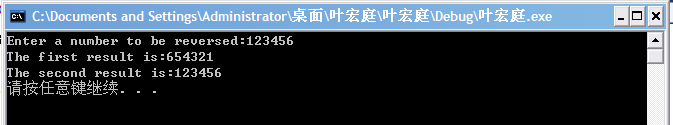 C:\Documents and Settings\Administrator\桌面\叶宏庭\叶宏庭\Debug\叶宏庭.exe
Enter a number to be reversed:123456
The first result is:654321
The second result is:123456
请按任意键继续. . .